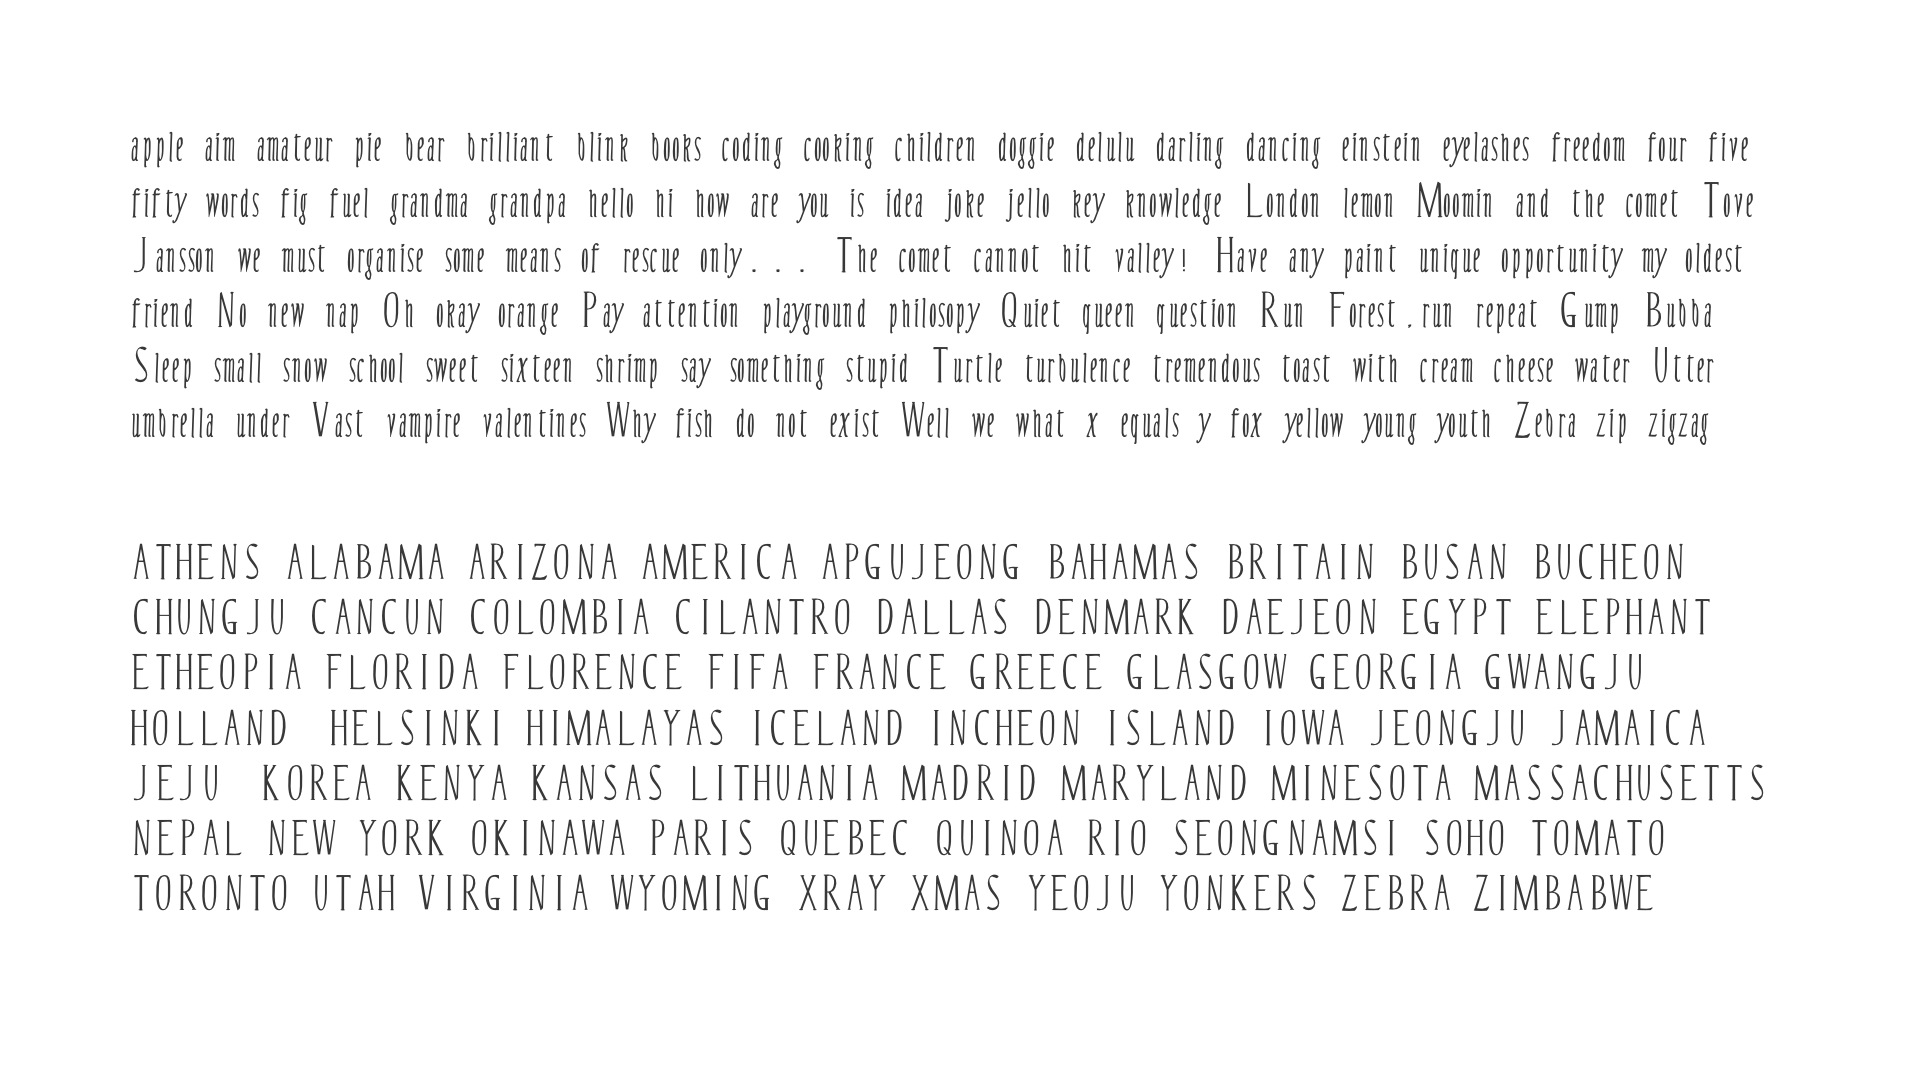 apple aim amateur pie bear brilliant blink books coding cooking children doggie delulu darling dancing einstein eyelashes freedom four five
fifty words fig fuel grandma grandpa hello hi how are you is idea joke jello key knowledge London lemon Moomin and the comet Tove
Jansson we must organise some means of rescue only... The comet cannot hit valley! Have any paint unique opportunity my oldest
friend No new nap Oh okay orange Pay attention playground philosopy Quiet queen question Run Forest,run repeat Gump Bubba
Sleep small snow school sweet sixteen shrimp say something stupid Turtle turbulence tremendous toast with cream cheese water Utter
umbrella under Vast vampire valentines Why fish do not exist Well we what x equals y fox yellow young youth Zebra zip zigzag
ATHENS ALABAMA ARIZONA AMERICA APGUJEONG BAHAMAS BRITAIN BUSAN BUCHEON
CHUNGJU CANCUN COLOMBIA CILANTRO DALLAS DENMARK DAEJEON EGYPT ELEPHANT
ETHEOPIA FLORIDA FLORENCE FIFA FRANCE GREECE GLASGOW GEORGIA GWANGJU
HOLLAND HELSINKI HIMALAYAS ICELAND INCHEON ISLAND IOWA JEONGJU JAMAICA
JEJU KOREA KENYA KANSAS LITHUANIA MADRID MARYLAND MINESOTA MASSACHUSETTS
NEPAL NEW YORK OKINAWA PARIS QUEBEC QUINOA RIO SEONGNAMSI SOHO TOMATO
TORONTO UTAH VIRGINIA WYOMING XRAY XMAS YEOJU YONKERS ZEBRA ZIMBABWE